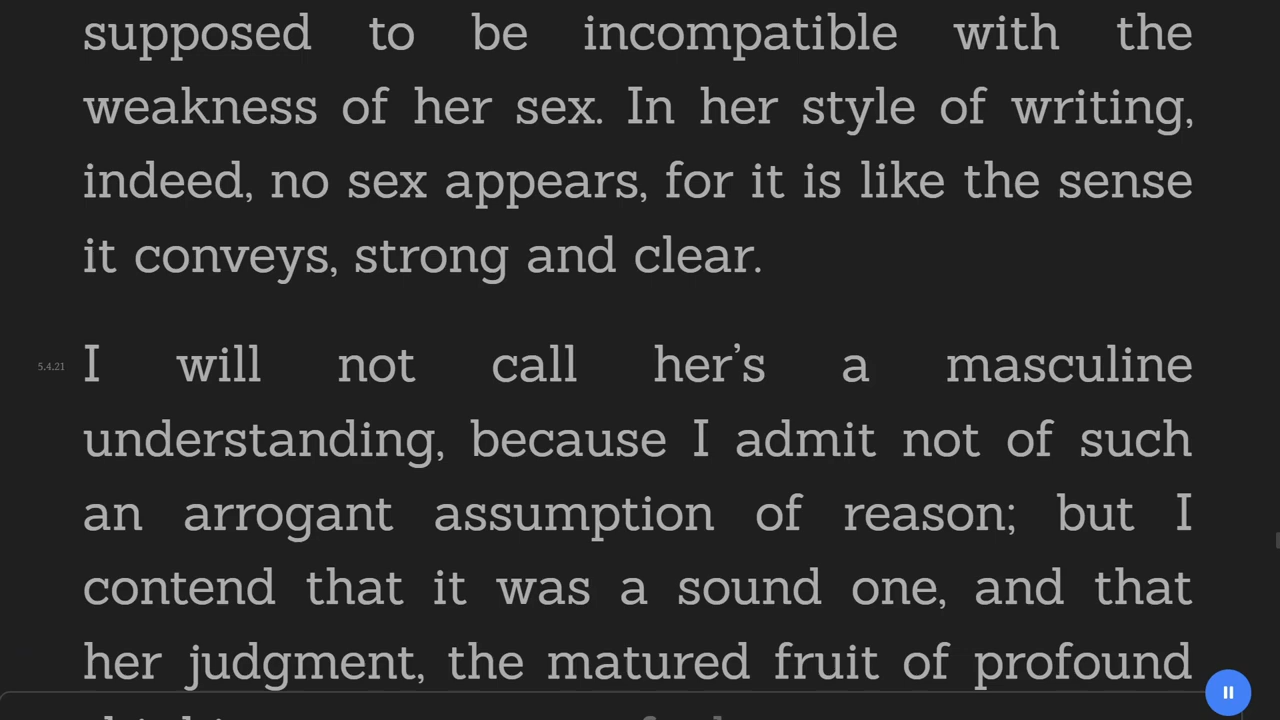 supposed to be incompatible with the
weakness of her sex. In her style of writing,
indeed, no sex appears, for it is like the sense
it conveys, strong and clear.
5.4.21
I will not call her’s a masculine
understanding, because I admit not of such
an arrogant assumption of reason; but I
contend that it was a sound one, and that
her judgment, the matured fruit of profound